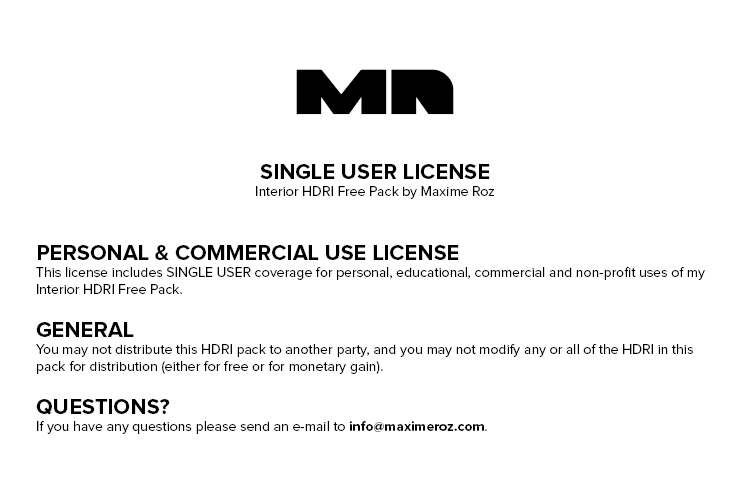 MR
SINGLE USER LICENSE
Interior HDRI Free Pack by Maxime Roz
PERSONAL & COMMERCIAL USE LICENSE
This license includes SINGLE USER coverage for personal, educational, commercial and non-profit uses of my
Interior HDRI Free Pack.
GENERAL
You may not distribute this HDRI pack to another party, and you may not modify any or all of the HDRI in this
pack for distribution (either for free or for monetary gain).
QUESTIONS?
If you have any questions please send an e-mail to info@maximeroz.com.